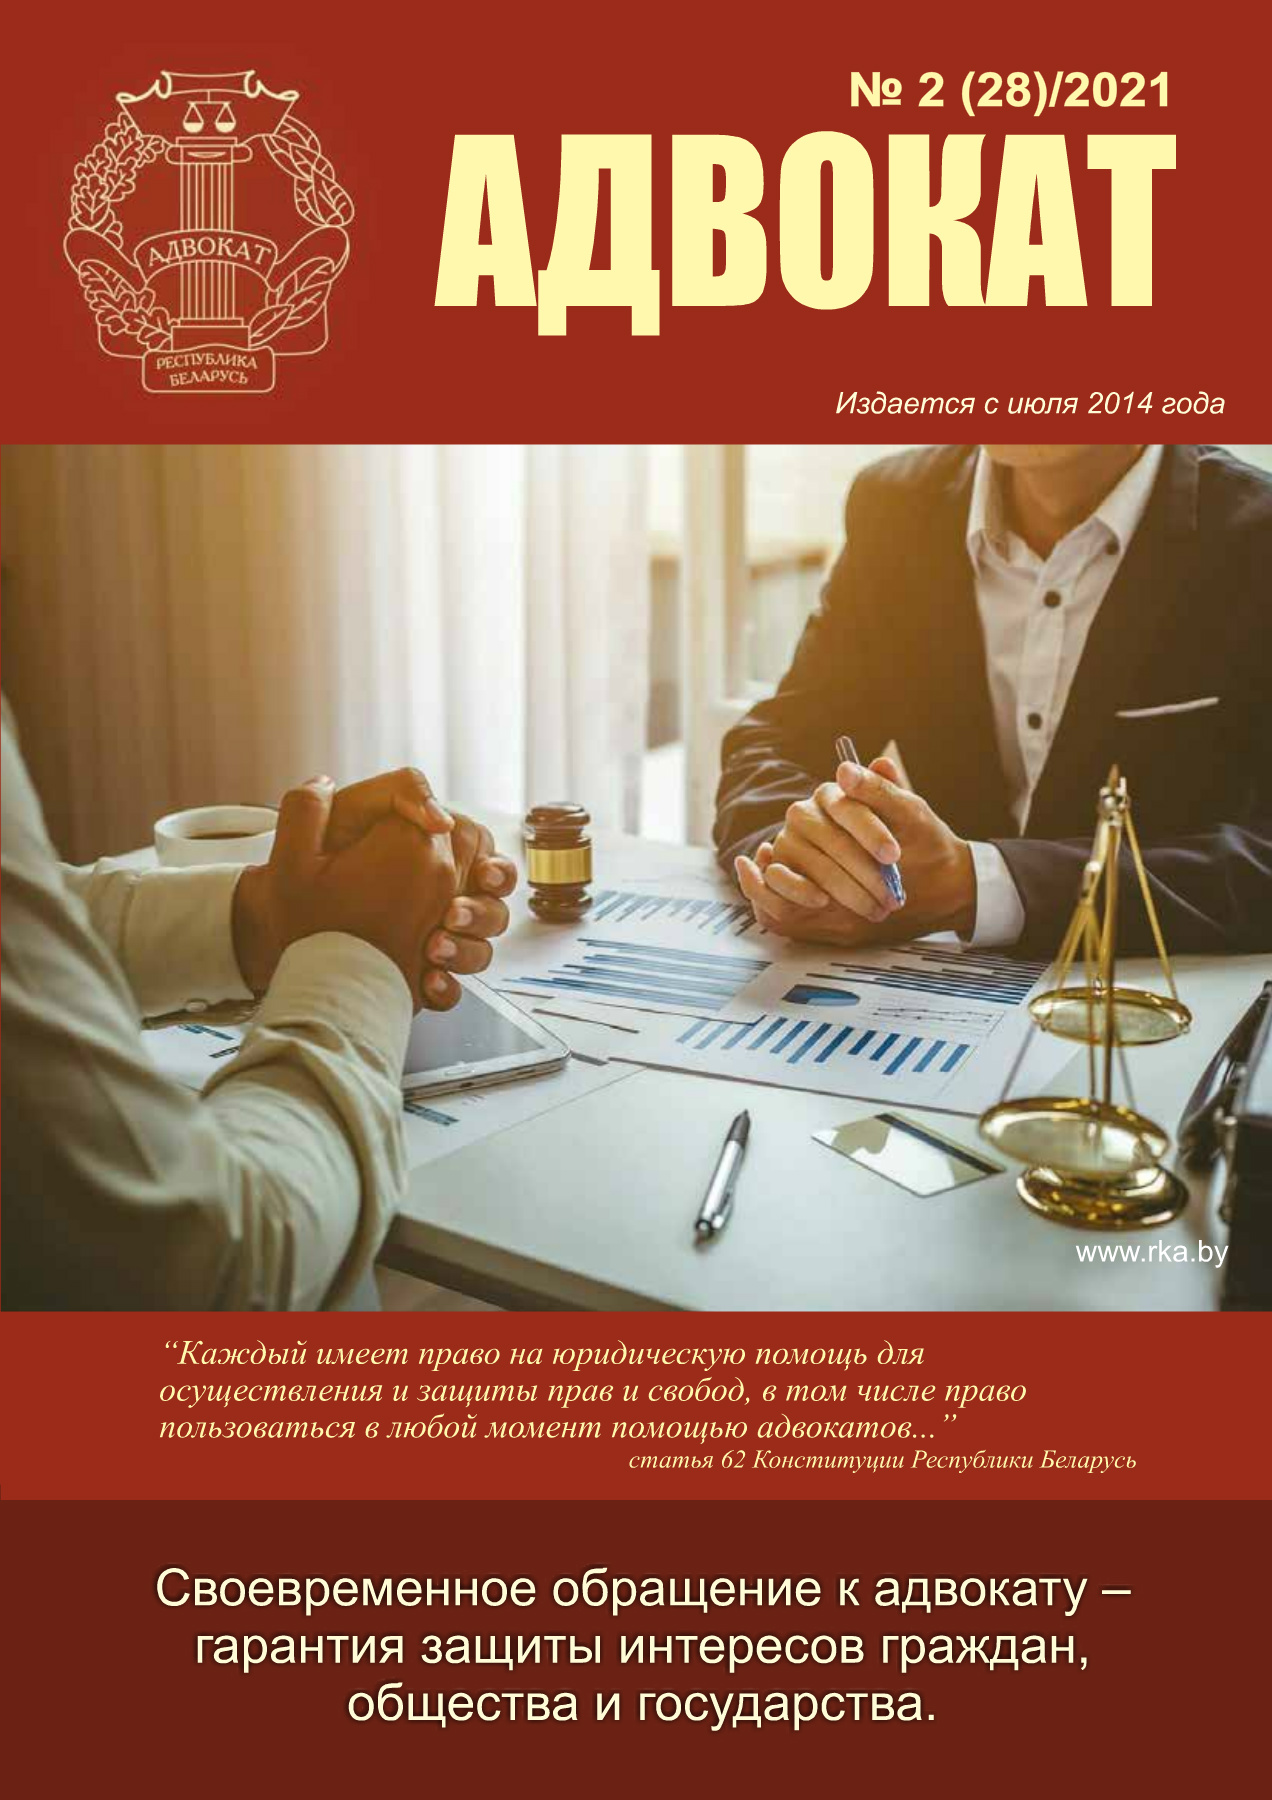 № 2 (28)/2021
АДВОКАТ
АДВОКАТ
РЕСПУБЛИКА
БЕЛАРУСЬ
Издается с июля 2014 года
www.rka.by
“Каждый имеет право на юридическую помощь для
осуществления и защиты прав и свобод, в том числе право
пользоваться в любой момент помощью адвокатов...”
статья 62 Конституции Республики Беларусь
Своевременное обращение к адвокату –
гарантия защиты интересов граждан,
общества и государства.